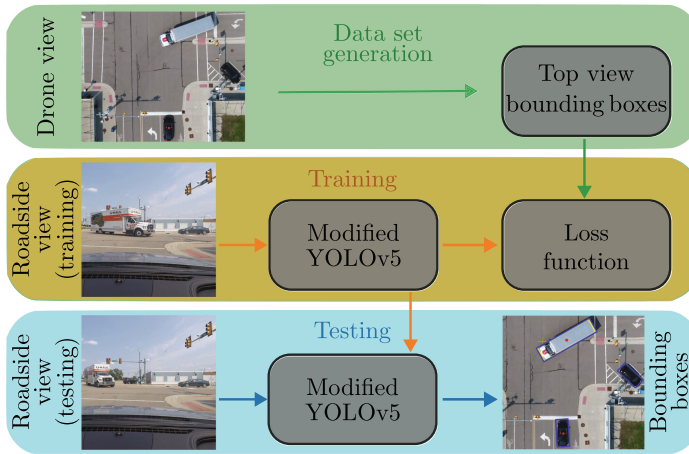 Drone view
Data set
generation
Top view
bounding boxes
Roadside
view
(training)
Training
Modified
YOLOv5
Loss
function
Roadside
view
(testing)
Testing
Modified
YOLOv5
Bounding
boxes